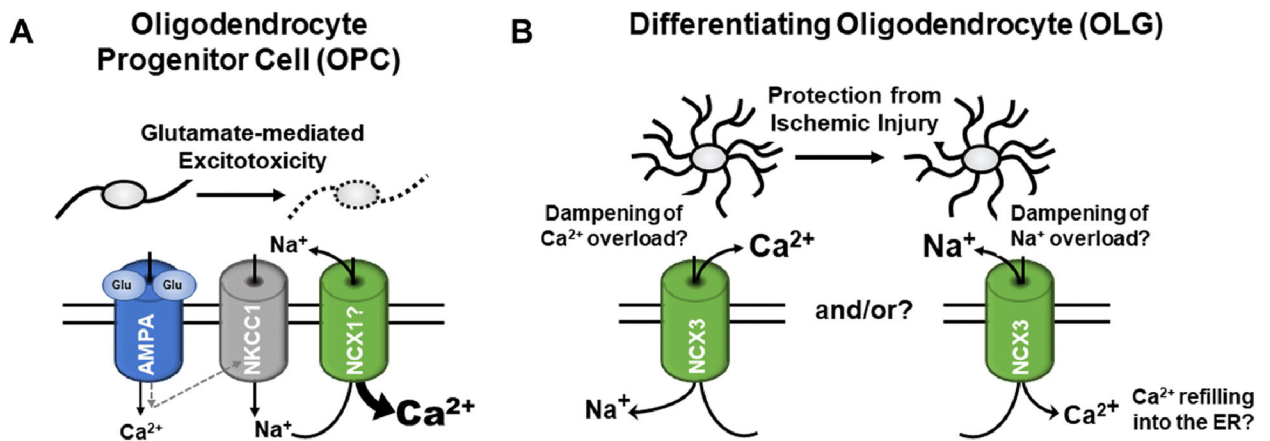 A
Oligodendrocyte
Progenitor Cell (OPC)
Glutamate-mediated
Excitotoxicity
Na⁺
Glu
Glu
AMPA
NKCC1
NCX1?
Ca²⁺
Na⁺
Ca²⁺
B
Differentiating Oligodendrocyte (OLG)
Protection from
Ischemic Injury
Dampening of
Ca²⁺ overload?
Ca²⁺
Na⁺
Dampening of
Na⁺ overload?
NCX3
and/or?
NCX3
Na⁺
Ca²⁺
Ca²⁺ refilling
into the ER?